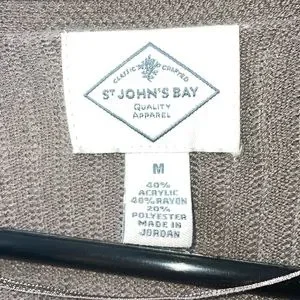 CLASSIC CRAFTED
ST JOHN'S BAY
QUALITY
APPAREL
M
40%
ACRYLIC
40% RAYON
20%
POLYESTER
MADE IN
JORDAN